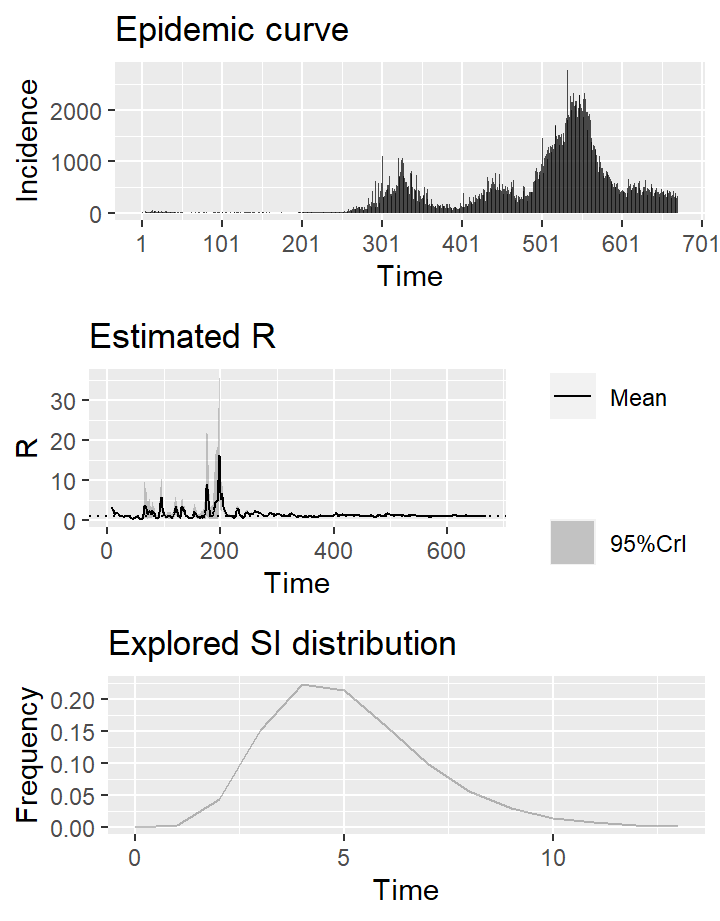 Epidemic curve
Incidence
2000
1000
0
1 101 201 301 401 501 601 701
Time
Estimated R
R
30
20
10
0
0 200 400 600
Time
Mean
95%CrI
Explored SI distribution
Frequency
0.20
0.15
0.10
0.05
0.00
0 5 10
Time